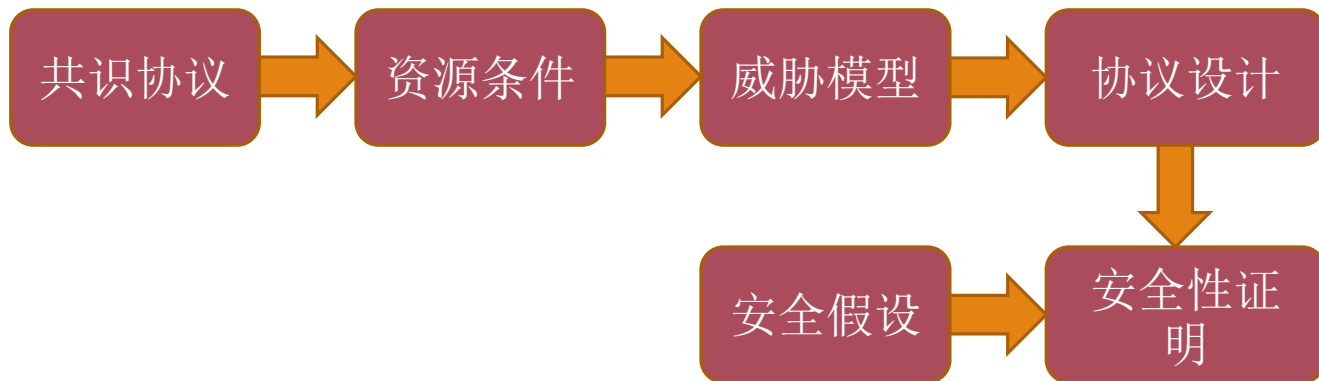 共识协议
资源条件
威胁模型
协议设计
安全假设
安全性证
明